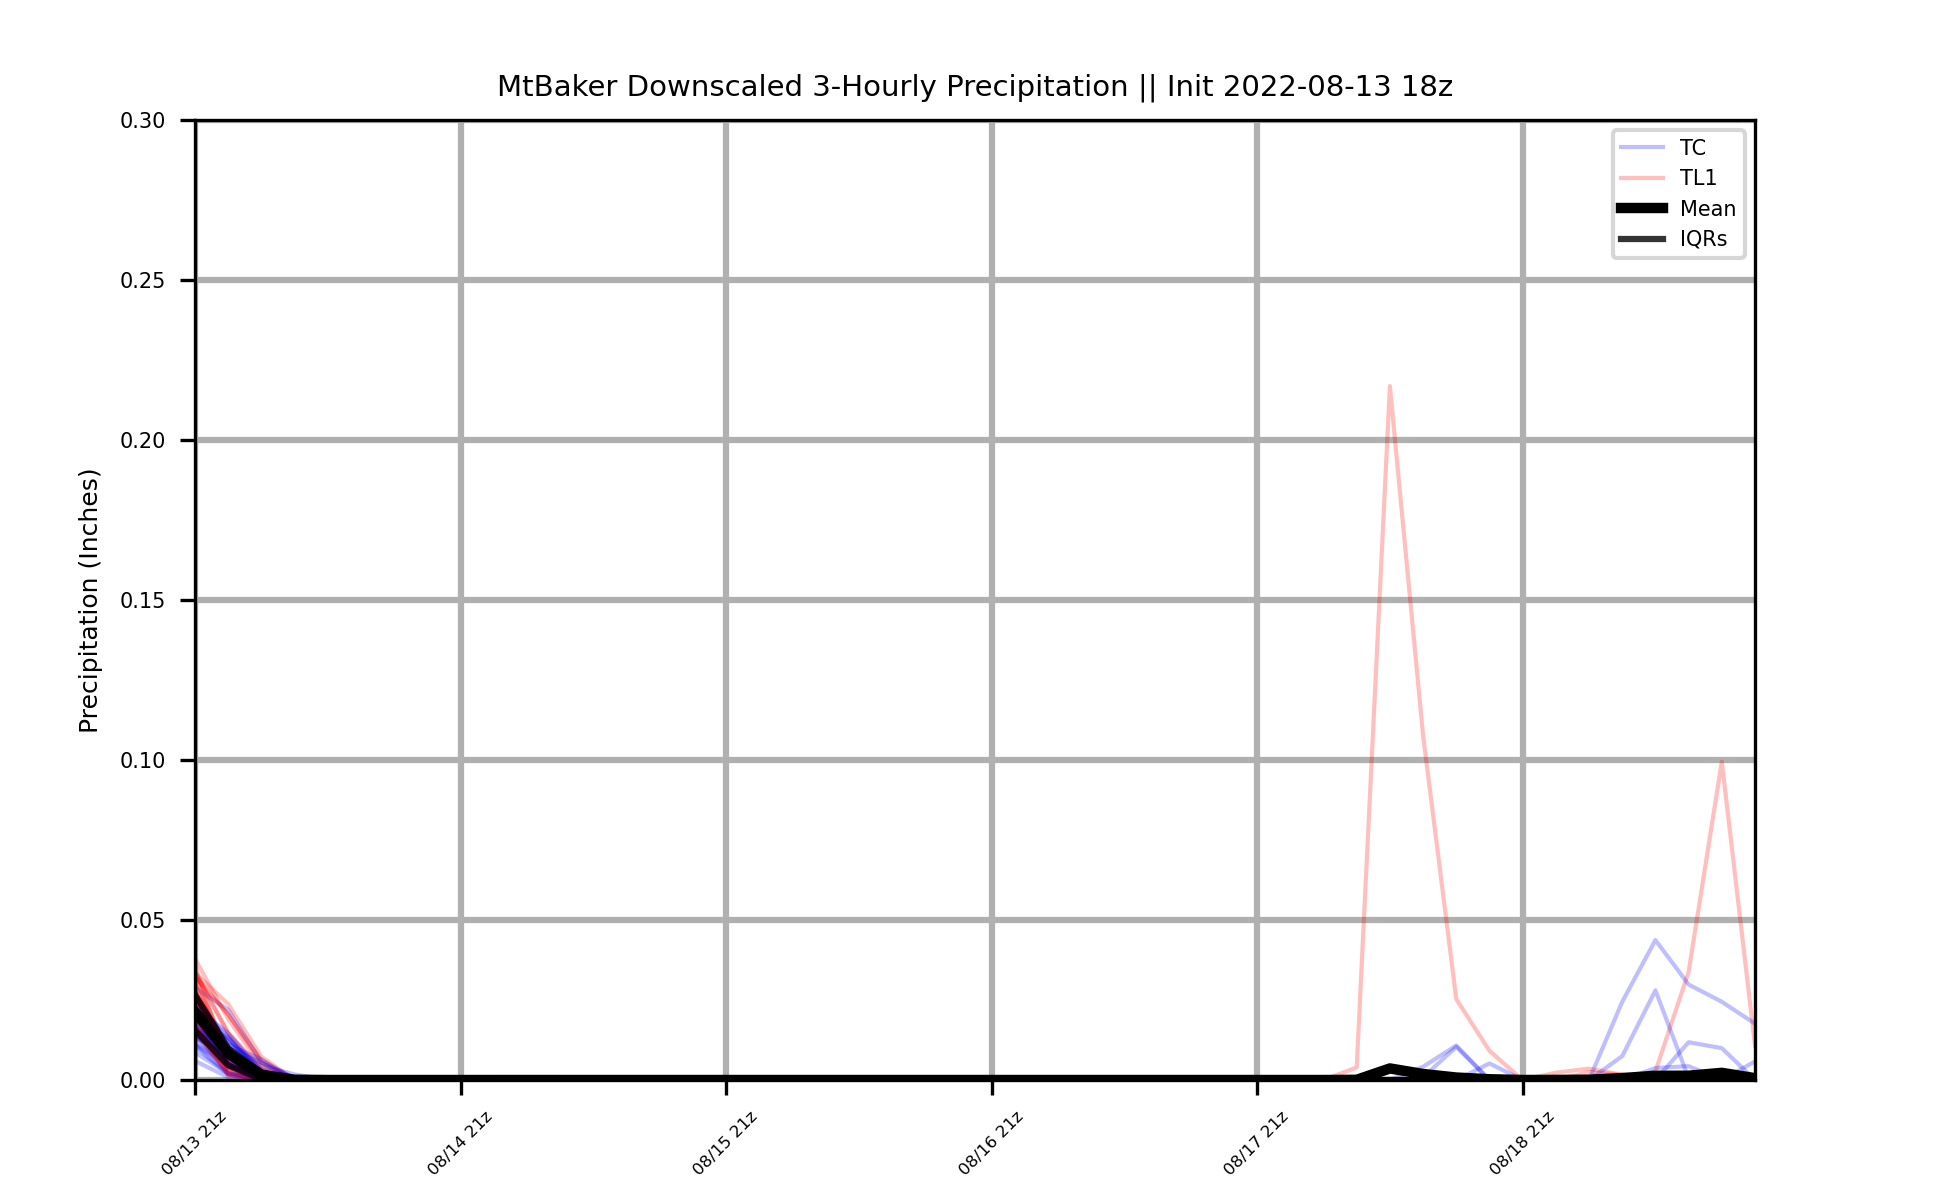 MtBaker Downscaled 3-Hourly Precipitation || Init 2022-08-13 18z
TC
TL1
Mean
IQRs
Precipitation (Inches)
0.30
0.25
0.20
0.15
0.10
0.05
0.00
08/13 21z
08/14 21z
08/15 21z
08/16 21z
08/17 21z
08/18 21z